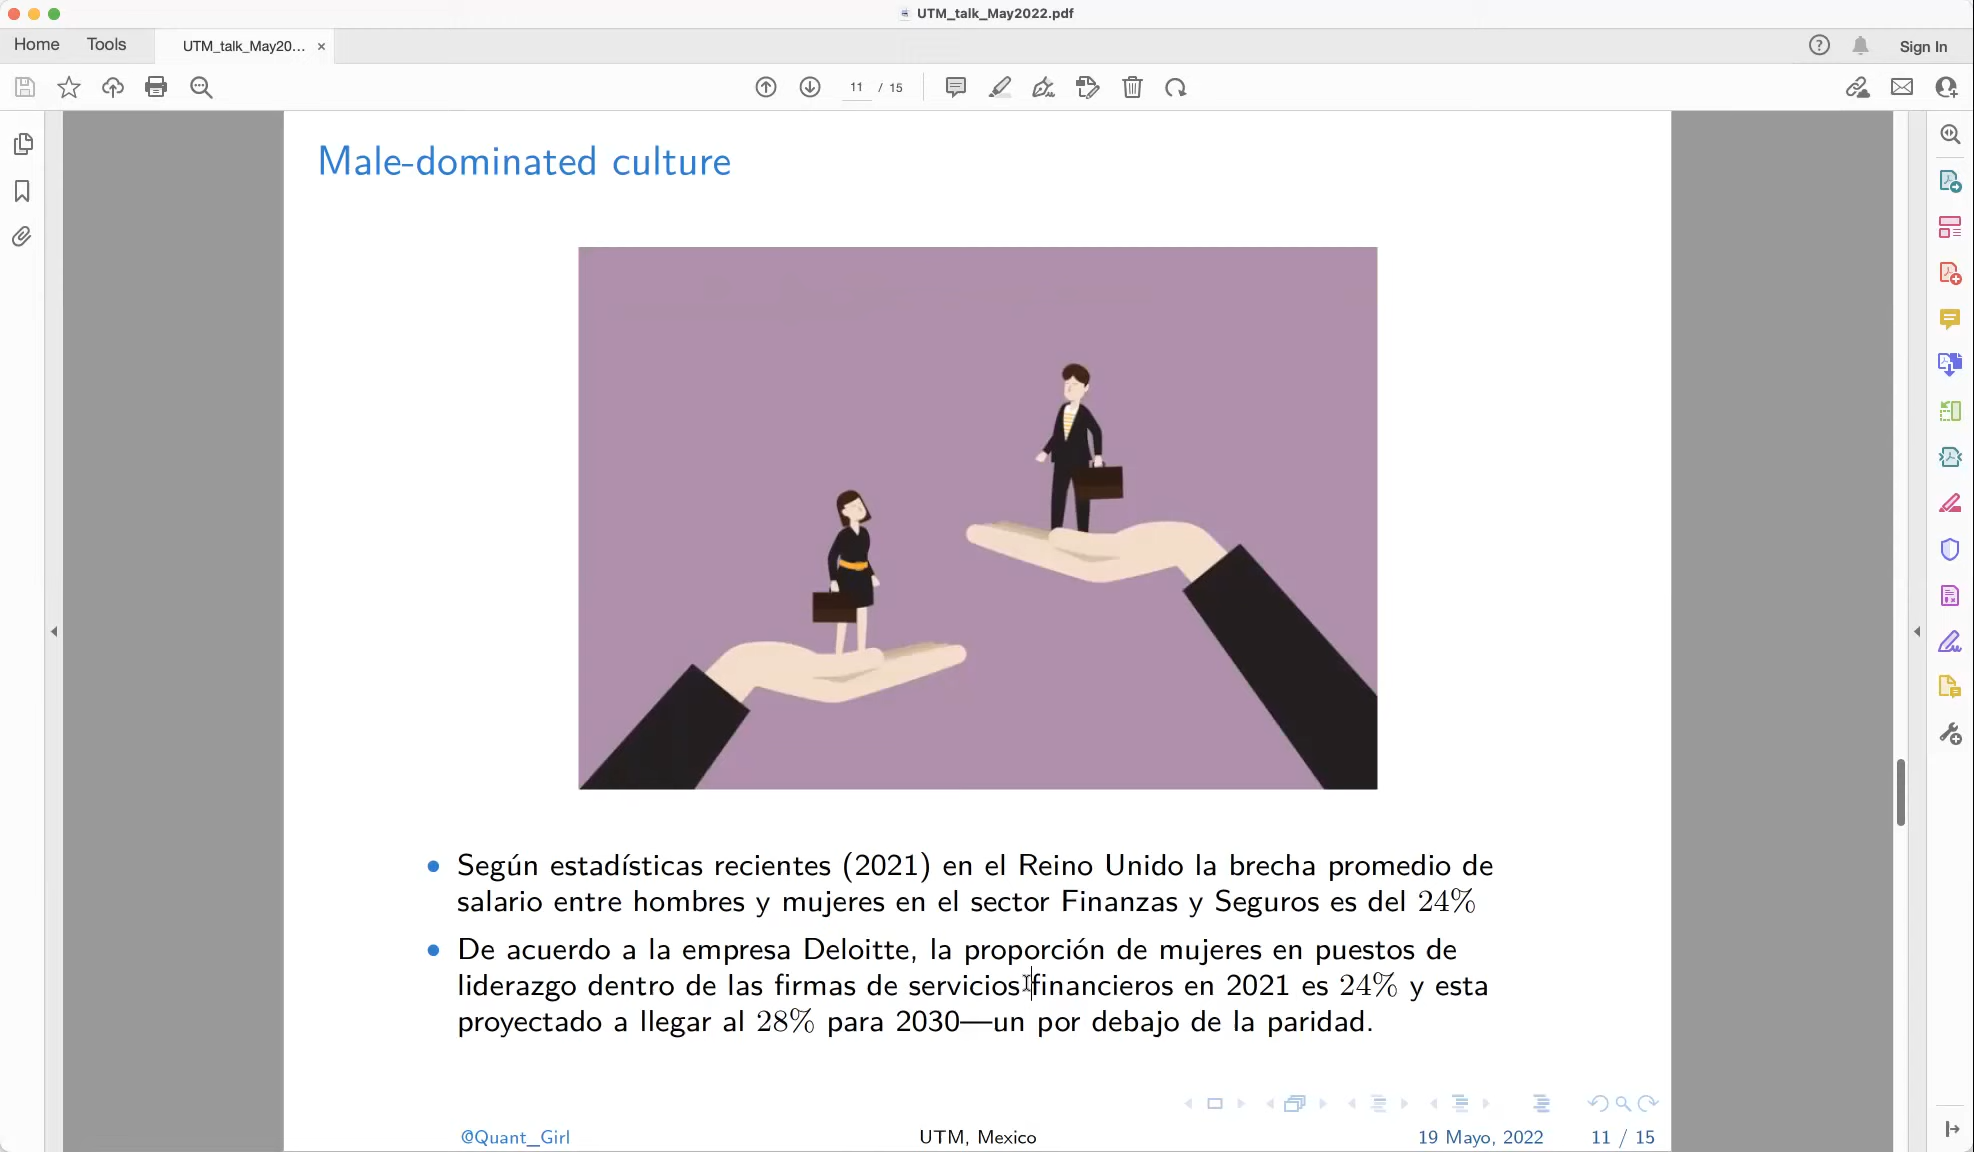 UTM_talk_May2022.pdf
Home Tools UTM_talk_May20... × Sign In
11 / 15
Male-dominated culture
Según estadísticas recientes (2021) en el Reino Unido la brecha promedio de
salario entre hombres y mujeres en el sector Finanzas y Seguros es del 24%
De acuerdo a la empresa Deloitte, la proporción de mujeres en puestos de
liderazgo dentro de las firmas de servicios financieros en 2021 es 24% y esta
proyectado a llegar al 28% para 2030—un por debajo de la paridad.
@Quant_Girl UTM, Mexico 19 Mayo, 2022 11 / 15